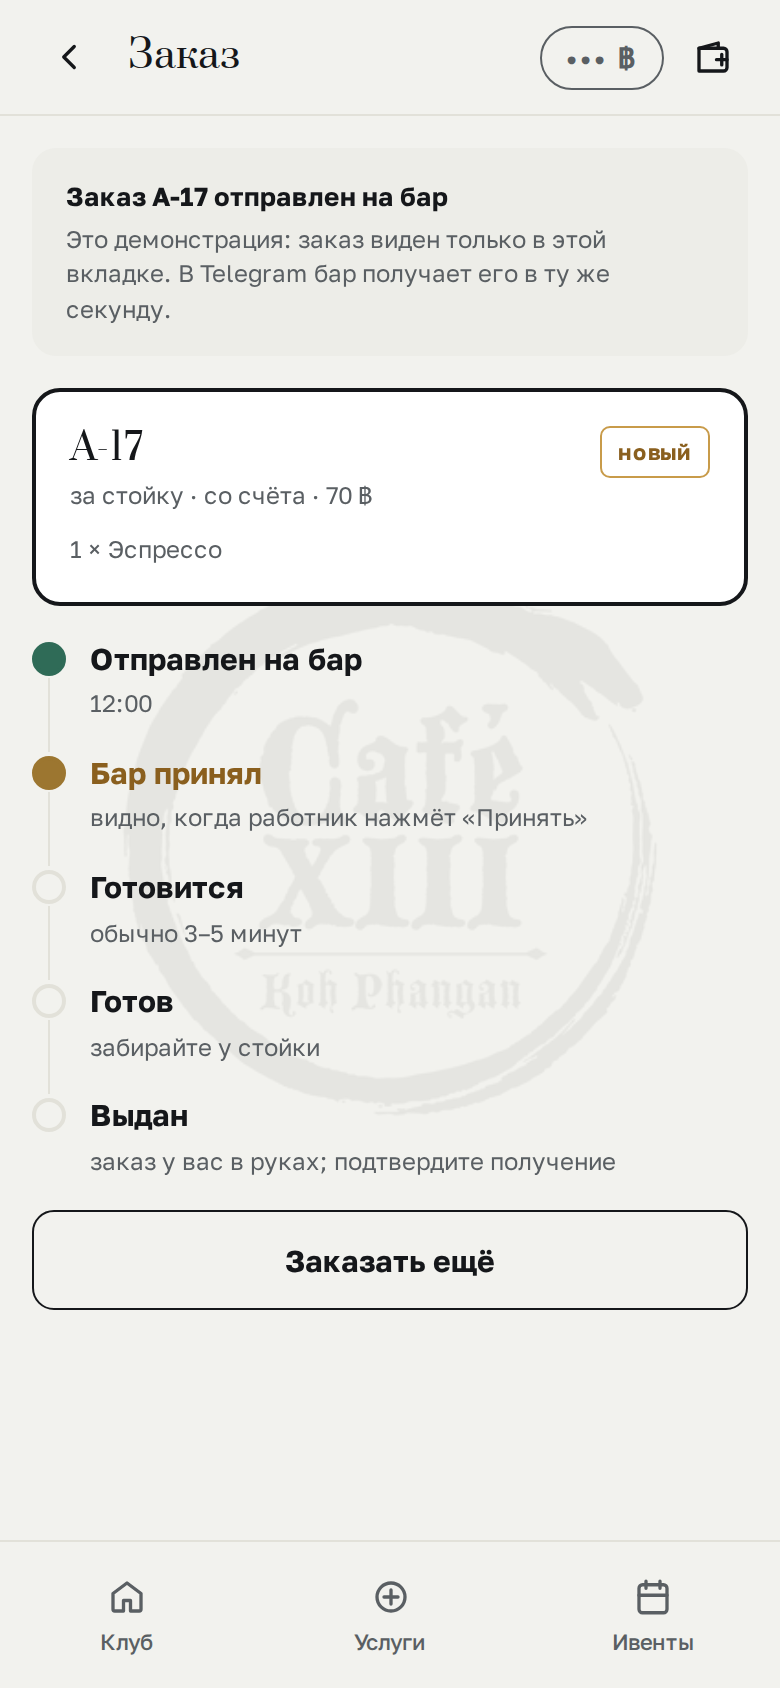 Заказ
••• ฿
Заказ А-17 отправлен на бар
Это демонстрация: заказ виден только в этой
вкладке. В Telegram бар получает его в ту же
секунду.
А-17
новый
за стойку · со счёта · 70 ฿
1 × Эспрессо
Отправлен на бар
12:00
Бар принял
видно, когда работник нажмёт «Принять»
Готовится
обычно 3–5 минут
Готов
забирайте у стойки
Выдан
заказ у вас в руках; подтвердите получение
Café
XIII
Koh Phangan
Заказать ещё
Клуб
Услуги
Ивенты